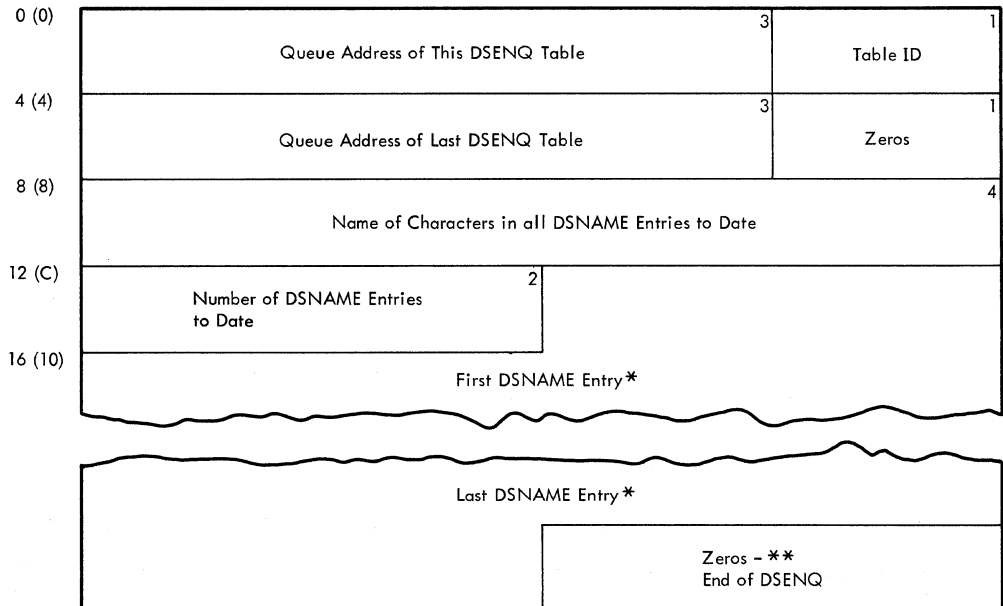 0 (0)
3
1
Queue Address of This DSENQ Table
Table ID
4 (4)
3
1
Queue Address of Last DSENQ Table
Zeros
8 (8)
4
Name of Characters in all DSNAME Entries to Date
12 (C)
2
Number of DSNAME Entries
to Date
16 (10)
First DSNAME Entry*
Last DSNAME Entry*
Zeros - **
End of DSENQ